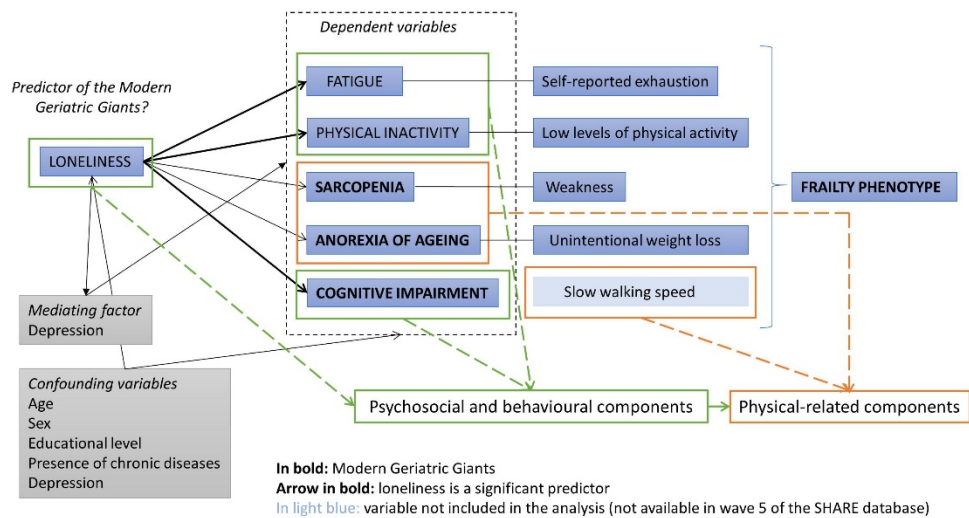 Dependent variables
Predictor of the Modern
Geriatric Giants?
LONELINESS
FATIGUE
Self-reported exhaustion
PHYSICAL INACTIVITY
Low levels of physical activity
SARCOPENIA
Weakness
FRAILTY PHENOTYPE
ANOREXIA OF AGEING
Unintentional weight loss
COGNITIVE IMPAIRMENT
Slow walking speed
Mediating factor
Depression
Confounding variables
Age
Sex
Educational level
Presence of chronic diseases
Depression
Psychosocial and behavioural components
Physical-related components
In bold: Modern Geriatric Giants
Arrow in bold: loneliness is a significant predictor
In light blue: variable not included in the analysis (not available in wave 5 of the SHARE database)